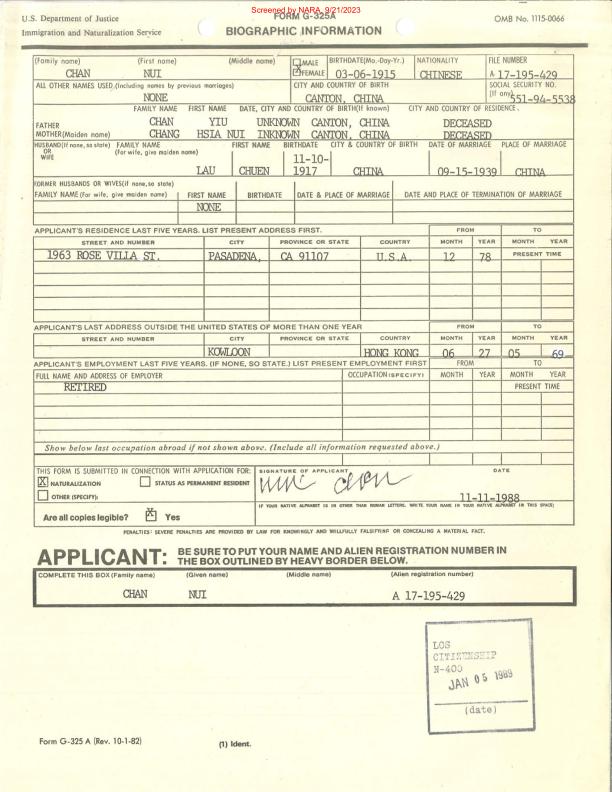 Screened by NARA, 9/21/2023
U.S. Department of Justice
Immigration and Naturalization Service
FORM G-325A
BIOGRAPHIC INFORMATION
OMB No. 1115-0066
(Family name) (First name) (Middle name) MALE BIRTHDATE(Mo.-Day-Yr.) NATIONALITY FILE NUMBER
CHAN NUI X FEMALE 03-06-1915 CHINESE A 17-195-429
ALL OTHER NAMES USED (Including names by previous marriages) CITY AND COUNTRY OF BIRTH SOCIAL SECURITY NO. (If any)
NONE CANTON, CHINA 551-94-5538
FAMILY NAME FIRST NAME DATE, CITY AND COUNTRY OF BIRTH(If known) CITY AND COUNTRY OF RESIDENCE.
FATHER CHAN YIU UNKNOWN CANTON, CHINA DECEASED
MOTHER(Maiden name) CHANG HSIA NUI INKNOWN CANTON, CHINA DECEASED
HUSBAND(If none, so state) OR WIFE FAMILY NAME (For wife, give maiden name) FIRST NAME BIRTHDATE CITY & COUNTRY OF BIRTH DATE OF MARRIAGE PLACE OF MARRIAGE
LAU CHUEN 11-10-1917 CHINA 09-15-1939 CHINA
FORMER HUSBANDS OR WIVES(if none, so state)
FAMILY NAME (For wife, give maiden name) FIRST NAME BIRTHDATE DATE & PLACE OF MARRIAGE DATE AND PLACE OF TERMINATION OF MARRIAGE
NONE
APPLICANT'S RESIDENCE LAST FIVE YEARS. LIST PRESENT ADDRESS FIRST. FROM TO
STREET AND NUMBER CITY PROVINCE OR STATE COUNTRY MONTH YEAR MONTH YEAR
1963 ROSE VILLA ST. PASADENA, CA 91107 U.S.A. 12 78 PRESENT TIME
APPLICANT'S LAST ADDRESS OUTSIDE THE UNITED STATES OF MORE THAN ONE YEAR FROM TO
STREET AND NUMBER CITY PROVINCE OR STATE COUNTRY MONTH YEAR MONTH YEAR
KOWLOON HONG KONG 06 27 05 69
APPLICANT'S EMPLOYMENT LAST FIVE YEARS. (IF NONE, SO STATE.) LIST PRESENT EMPLOYMENT FIRST FROM TO
FULL NAME AND ADDRESS OF EMPLOYER OCCUPATION (SPECIFY) MONTH YEAR MONTH YEAR
RETIRED PRESENT TIME
Show below last occupation abroad if not shown above. (Include all information requested above.)
THIS FORM IS SUBMITTED IN CONNECTION WITH APPLICATION FOR: SIGNATURE OF APPLICANT DATE
X NATURALIZATION STATUS AS PERMANENT RESIDENT
nui chan
OTHER (SPECIFY): 11-11-1988
IF YOUR NATIVE ALPHABET IS IN OTHER THAN ROMAN LETTERS, WRITE YOUR NAME IN YOUR NATIVE ALPHABET IN THIS SPACE)
Are all copies legible? X Yes
PENALTIES: SEVERE PENALTIES ARE PROVIDED BY LAW FOR KNOWINGLY AND WILLFULLY FALSIFYING OR CONCEALING A MATERIAL FACT.
APPLICANT: BE SURE TO PUT YOUR NAME AND ALIEN REGISTRATION NUMBER IN
THE BOX OUTLINED BY HEAVY BORDER BELOW.
COMPLETE THIS BOX (Family name) (Given name) (Middle name) (Alien registration number)
CHAN NUI A 17-195-429
LOS
CITIZENSHIP
N-400
JAN 05 1989
(date)
Form G-325 A (Rev. 10-1-82)
(1) Ident.